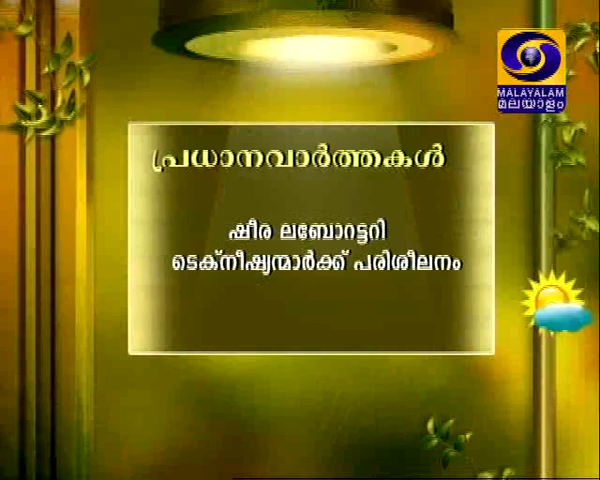 MALAYALAM
മലയാളം
പ്രധാനവാർത്തകൾ
ഷീര ലബോറട്ടറി
ടെക്നീഷ്യന്മാർക്ക് പരിശീലനം